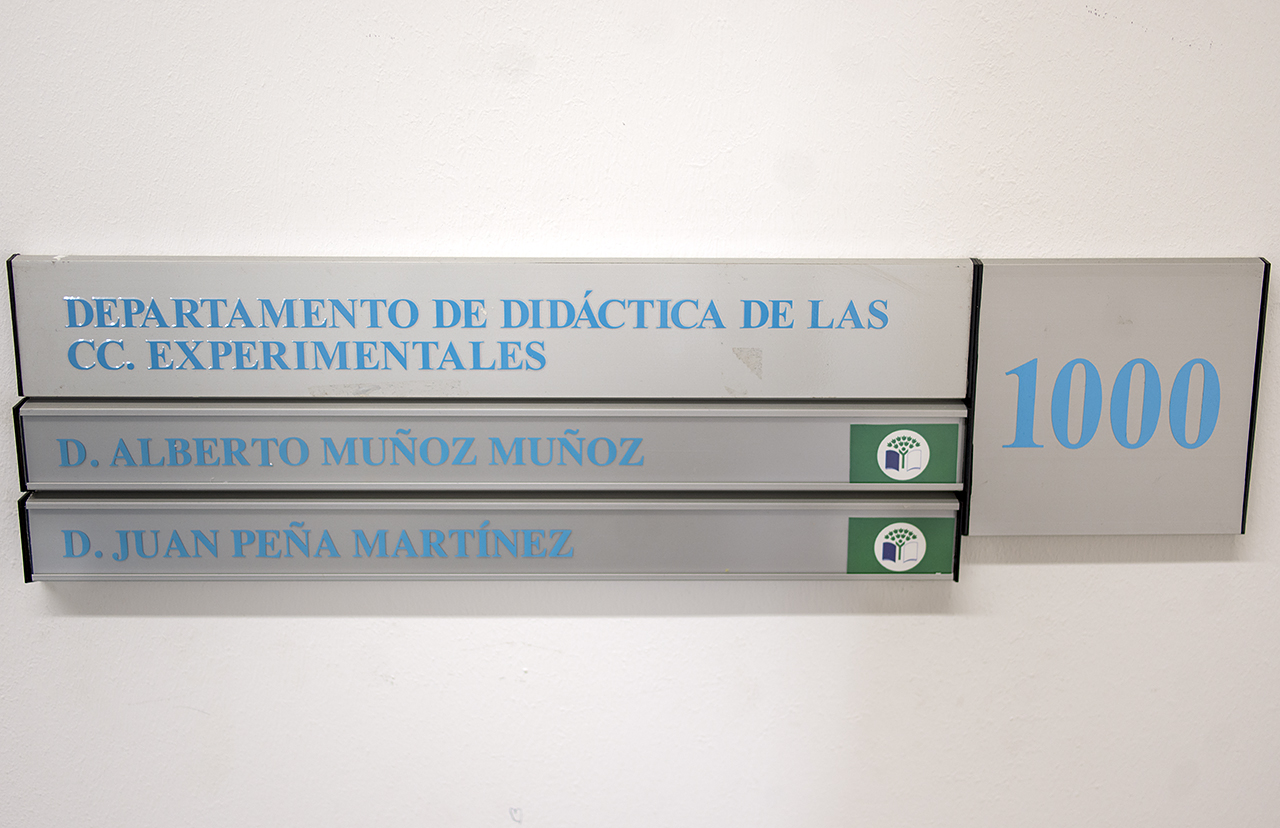 DEPARTAMENTO DE DIDÁCTICA DE LAS
CC. EXPERIMENTALES
D. ALBERTO MUÑOZ MUÑOZ
D. JUAN PEÑA MARTÍNEZ
1000